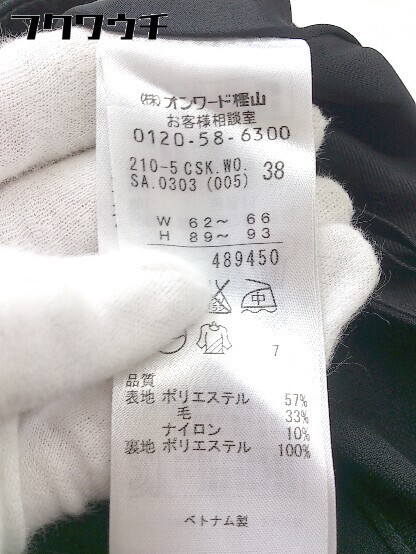 フクワウチ
(株)オンワード樫山
お客様相談室
0120-58-6300
210-5 CSK.WO. 38
SA.0303 (005)
W 62～ 66
H 89～ 93
489450
中
7
品質
表地 ポリエステル 57%
毛 33%
ナイロン 10%
裏地 ポリエステル 100%
ベトナム製